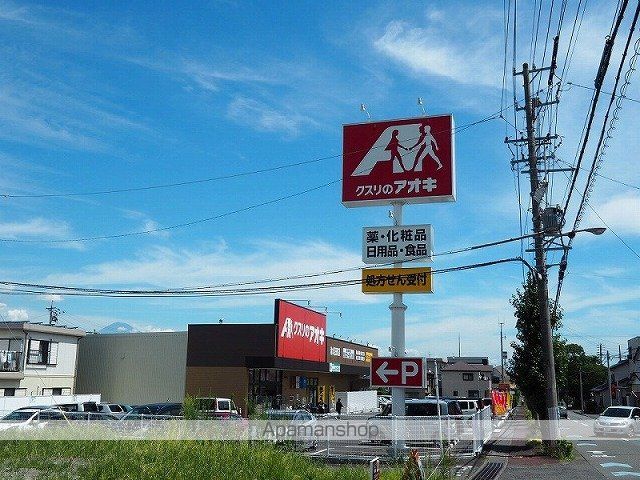 クスリのアオキ
薬・化粧品
日用品・食品
処方せん受付
クスリのアオキ
←P
Apamanshop